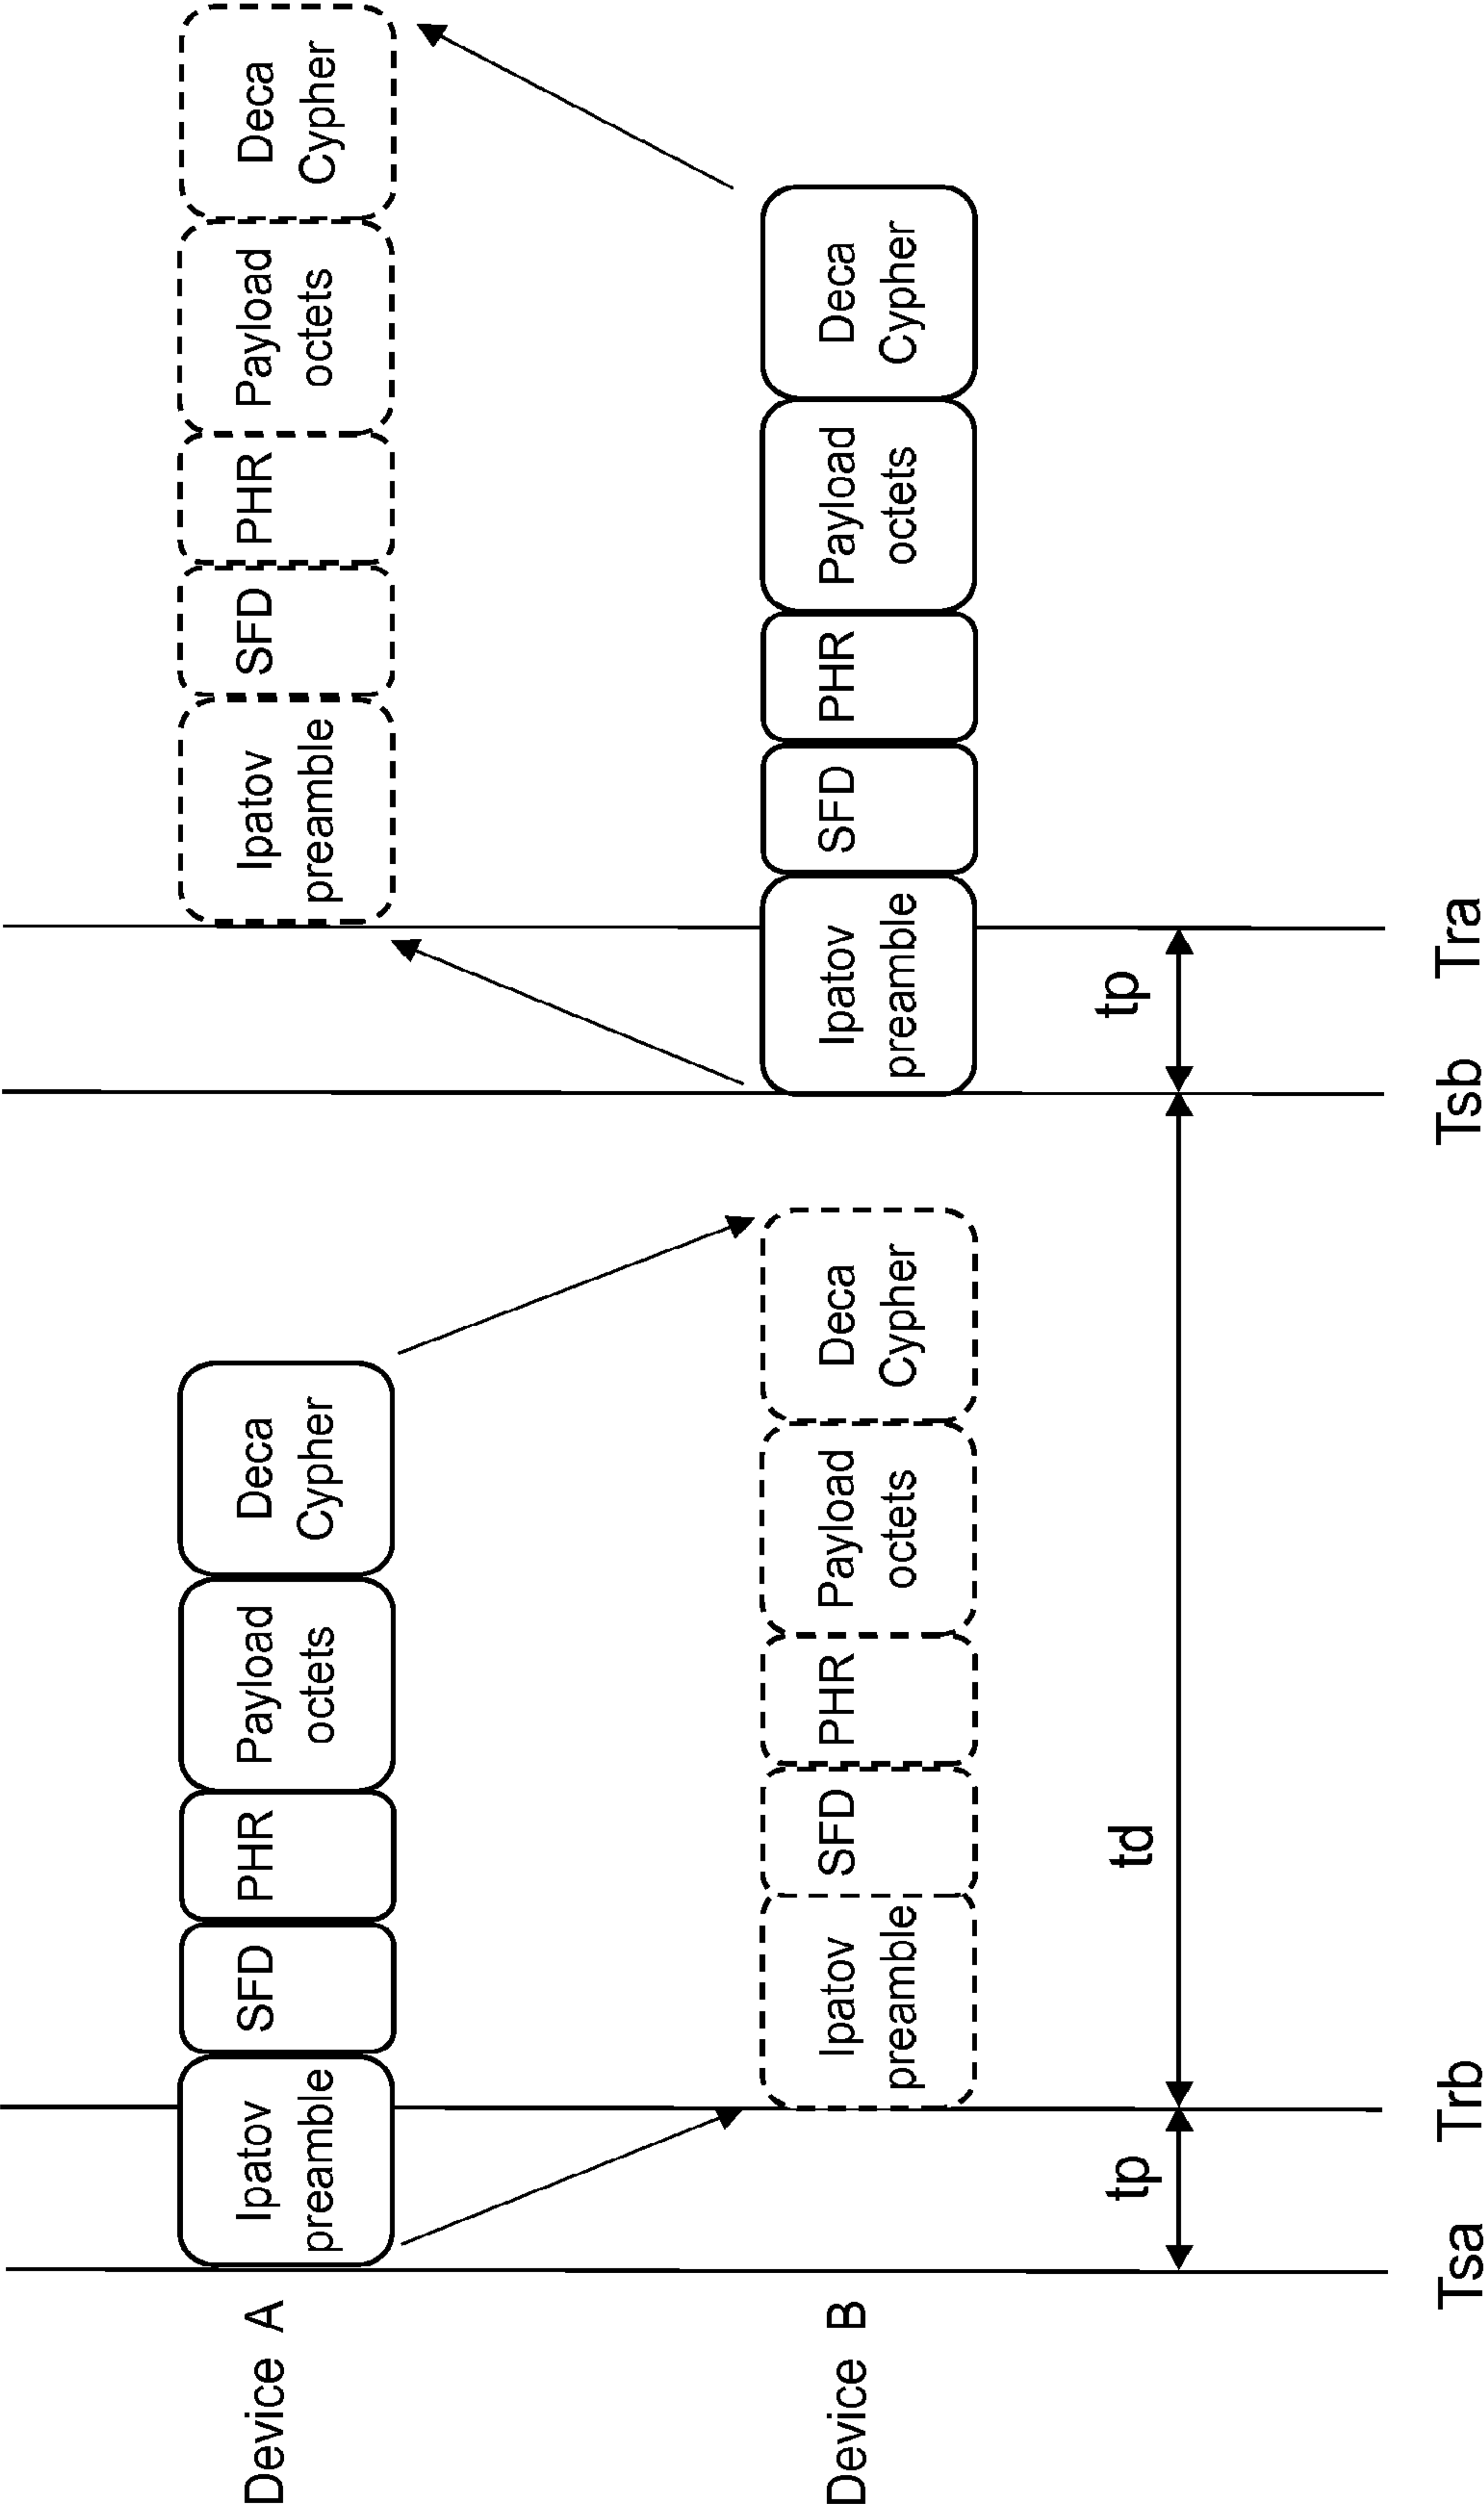 Device A
Ipatov
preamble
SFD
PHR
Payload
octets
Deca
Cypher
Ipatov
preamble
SFD
PHR
Payload
octets
Deca
Cypher
Device B
Ipatov
preamble
SFD
PHR
Payload
octets
Deca
Cypher
Ipatov
preamble
SFD
PHR
Payload
octets
Deca
Cypher
tp
td
tp
Tsa
Trb
Tsb
Tra